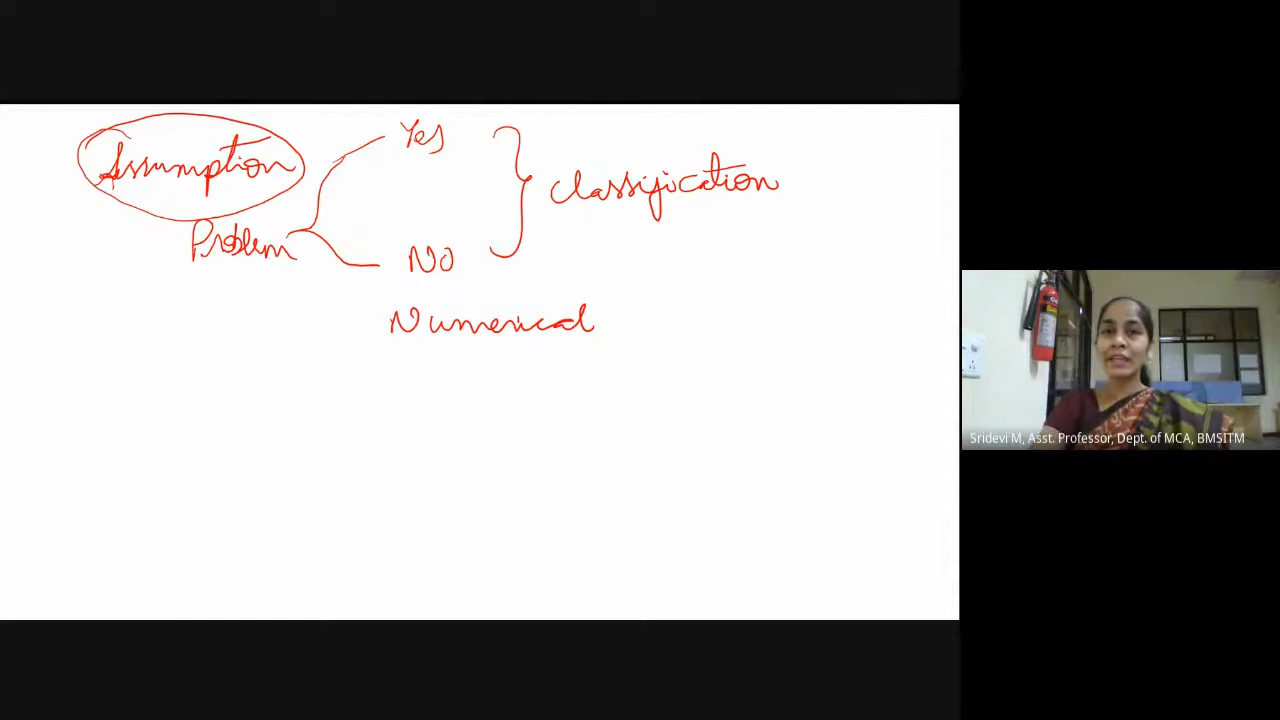 Assumption
Problem
Yes
No
classification
Numerical
Sridevi M, Asst. Professor, Dept. of MCA, BMSITM